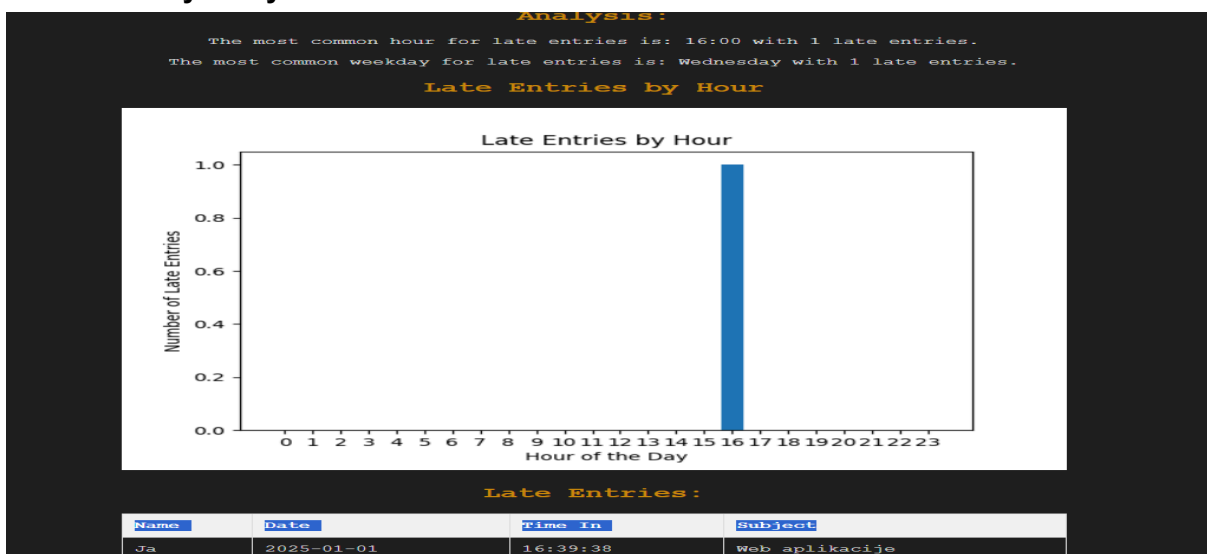 Analysis:
The most common hour for late entries is: 16:00 with 1 late entries.
The most common weekday for late entries is: Wednesday with 1 late entries.
Late Entries by Hour
Late Entries by Hour
Number of Late Entries
1.0
0.8
0.6
0.4
0.2
0.0
0 1 2 3 4 5 6 7 8 9 10 11 12 13 14 15 16 17 18 19 20 21 22 23
Hour of the Day
Late Entries:
Name Date Time In Subject
Ja 2025-01-01 16:39:38 Web aplikacije